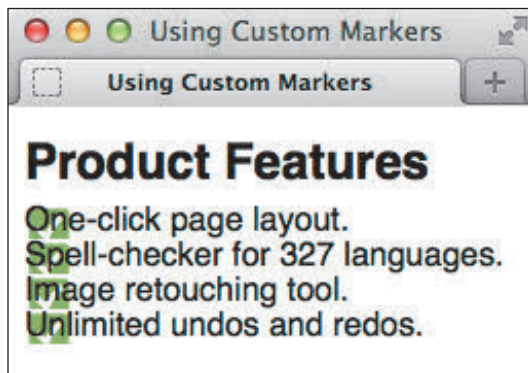 Using Custom Markers
Using Custom Markers
Product Features
One-click page layout.
Spell-checker for 327 languages.
Image retouching tool.
Unlimited undos and redos.